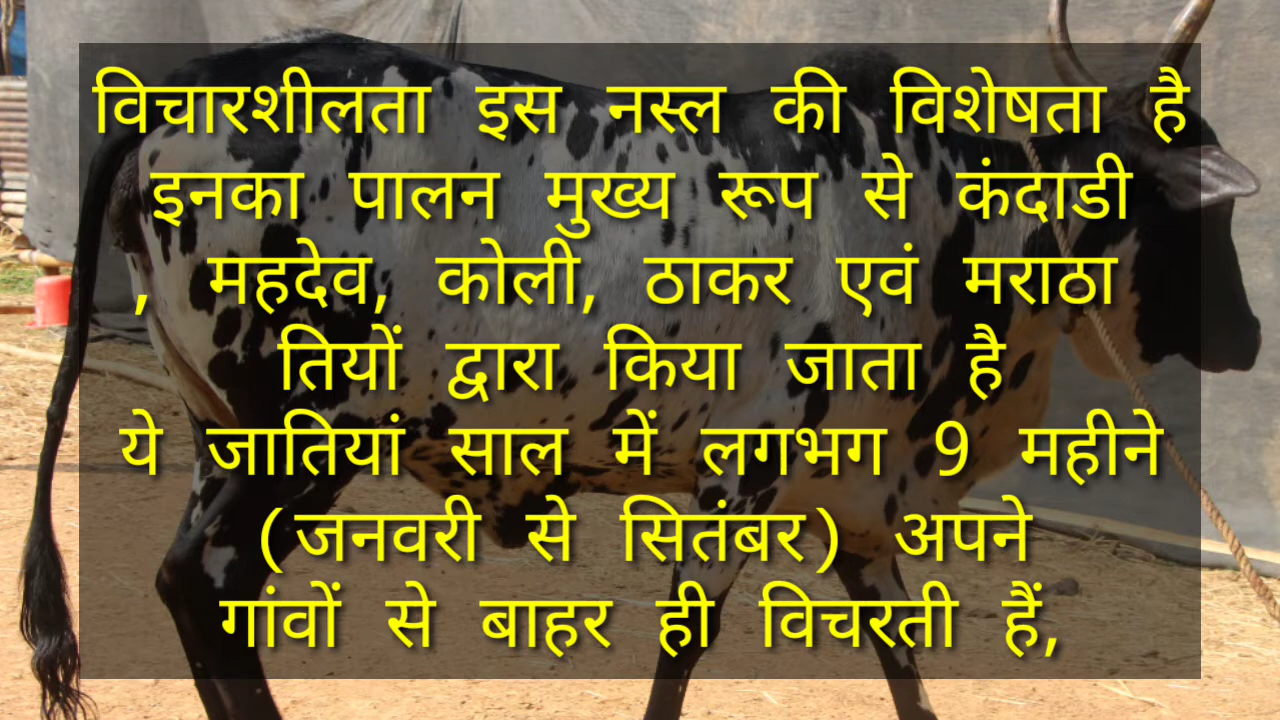 विचारशीलता इस नस्ल की विशेषता है
इनका पालन मुख्य रूप से कंदाडी
, महदेव, कोली, ठाकर एवं मराठा
तियों द्वारा किया जाता है
ये जातियां साल में लगभग 9 महीने
(जनवरी से सितंबर) अपने
गांवों से बाहर ही विचरती हैं,